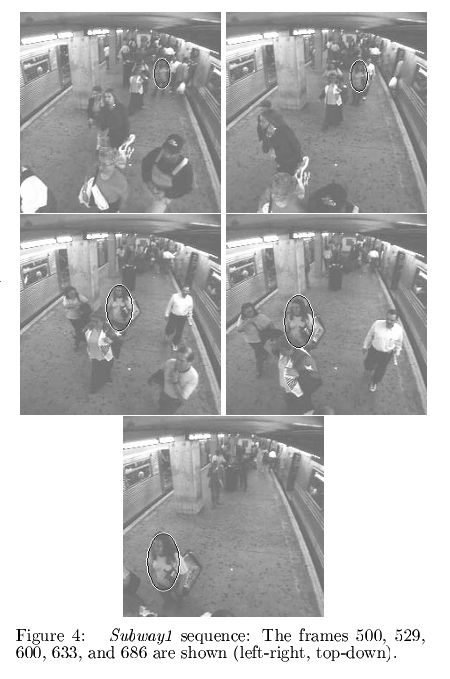 Figure 4: Subway1 sequence: The frames 500, 529,
600, 633, and 686 are shown (left-right, top-down).